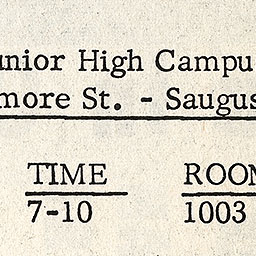 unior High Campu
more St. - Saugus
TIME ROOM
7-10 1003